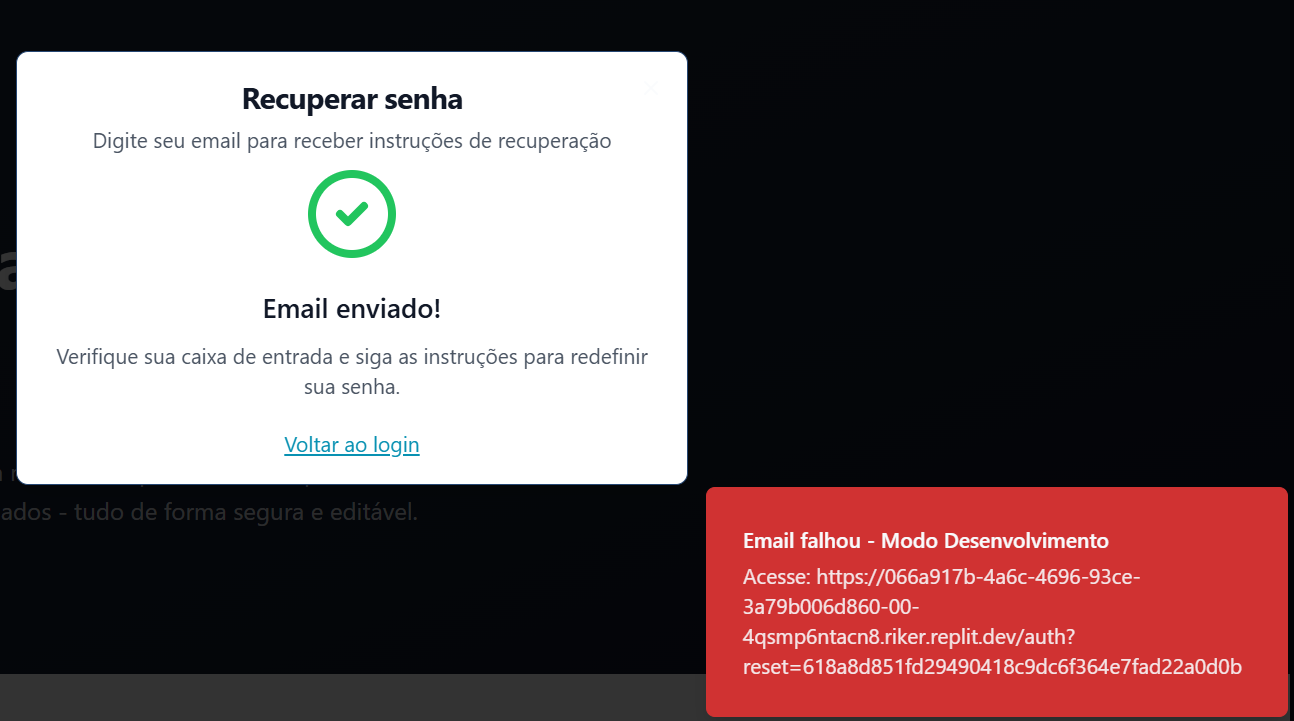 Recuperar senha
Digite seu email para receber instruções de recuperação
Email enviado!
Verifique sua caixa de entrada e siga as instruções para redefinir
sua senha.
Voltar ao login
ados - tudo de forma segura e editável.
Email falhou - Modo Desenvolvimento
Acesse: https://066a917b-4a6c-4696-93ce-
3a79b006d860-00-
4qsmp6ntacn8.riker.replit.dev/auth?
reset=618a8d851fd29490418c9dc6f364e7fad22a0d0b